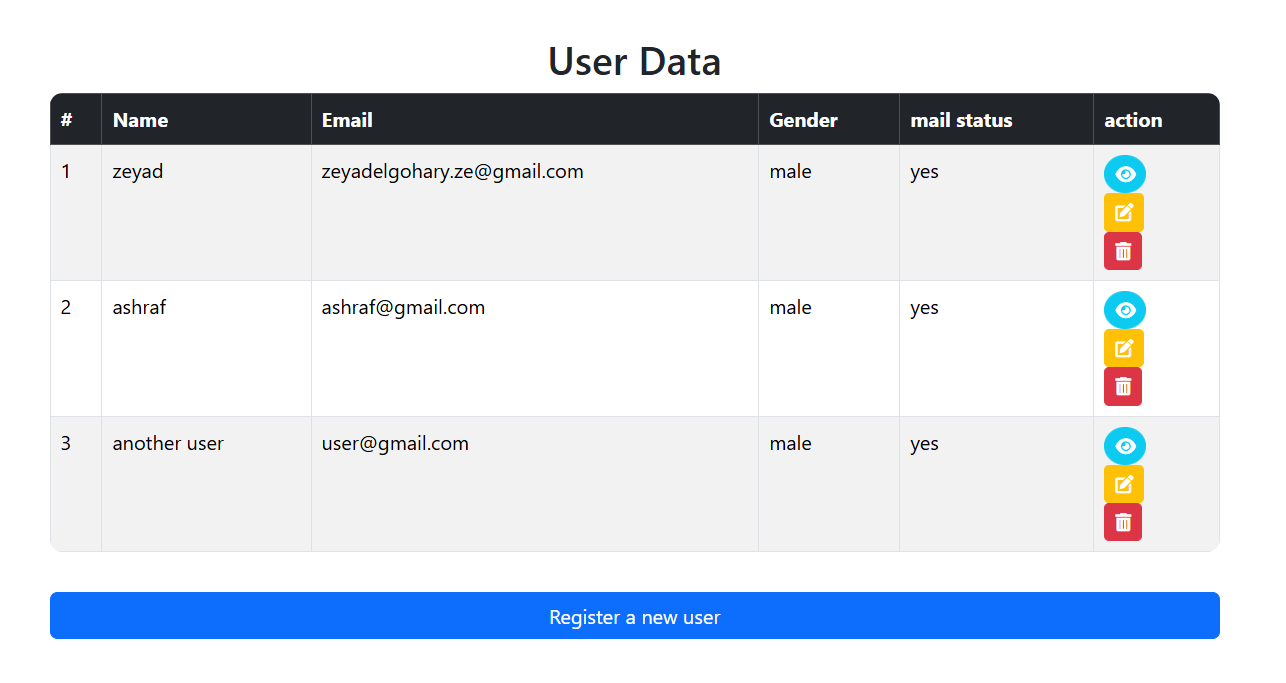 User Data
# Name Email Gender mail status action
1 zeyad zeyadelgohary.ze@gmail.com male yes
2 ashraf ashraf@gmail.com male yes
3 another user user@gmail.com male yes
Register a new user